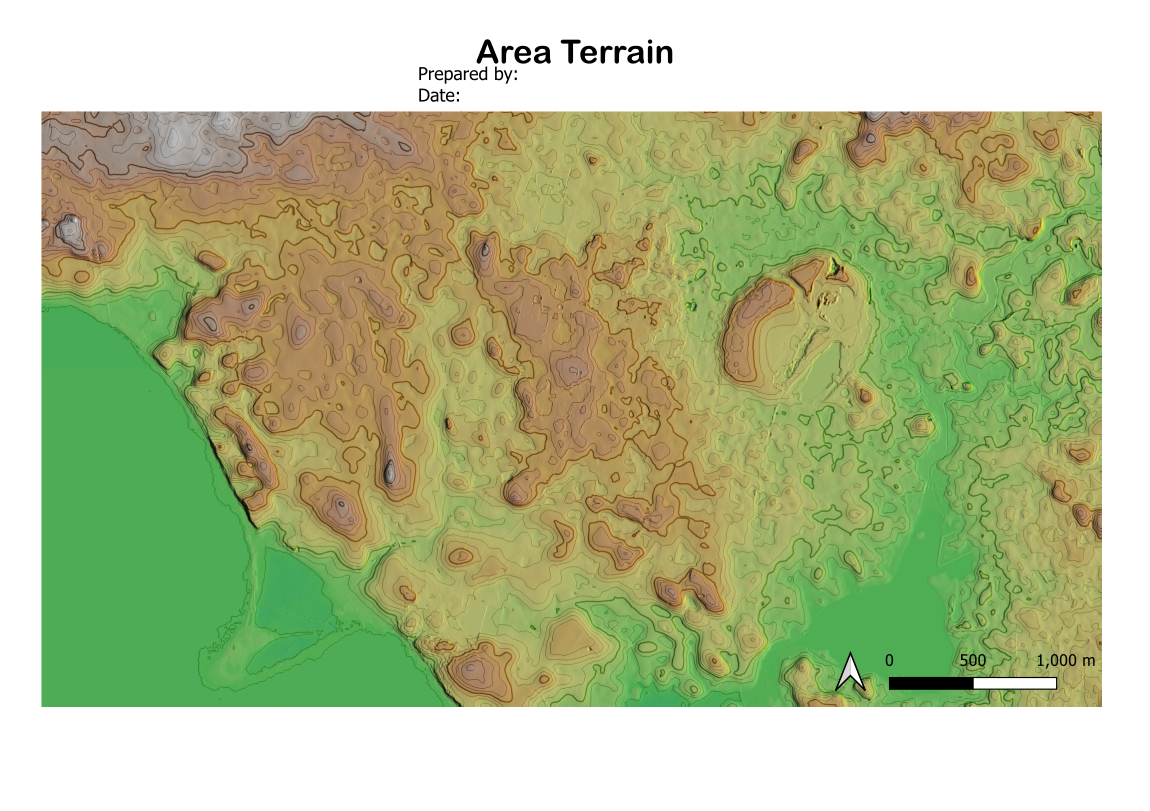 Area Terrain
Prepared by:
Date:
0 500 1,000 m